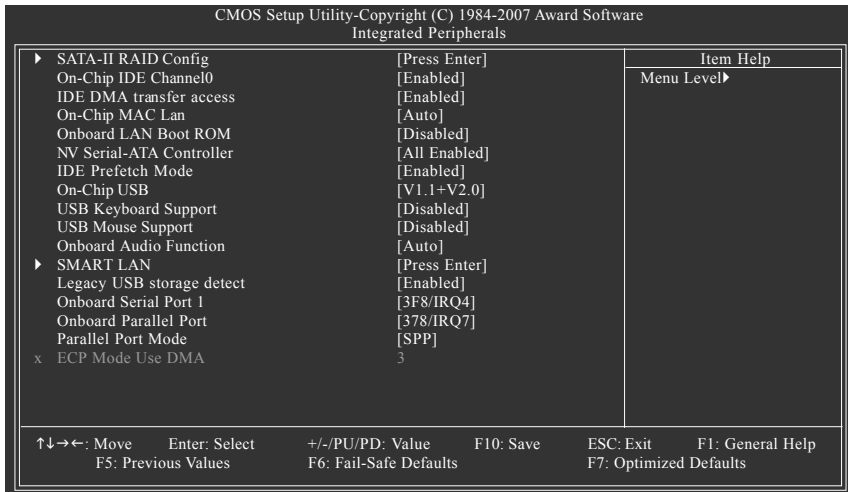 CMOS Setup Utility-Copyright (C) 1984-2007 Award Software
Integrated Peripherals
▶ SATA-II RAID Config [Press Enter] Item Help
On-Chip IDE Channel0 [Enabled] Menu Level▶
IDE DMA transfer access [Enabled]
On-Chip MAC Lan [Auto]
Onboard LAN Boot ROM [Disabled]
NV Serial-ATA Controller [All Enabled]
IDE Prefetch Mode [Enabled]
On-Chip USB [V1.1+V2.0]
USB Keyboard Support [Disabled]
USB Mouse Support [Disabled]
Onboard Audio Function [Auto]
▶ SMART LAN [Press Enter]
Legacy USB storage detect [Enabled]
Onboard Serial Port 1 [3F8/IRQ4]
Onboard Parallel Port [378/IRQ7]
Parallel Port Mode [SPP]
x ECP Mode Use DMA 3
↑↓→←: Move Enter: Select +/-/PU/PD: Value F10: Save ESC: Exit F1: General Help
F5: Previous Values F6: Fail-Safe Defaults F7: Optimized Defaults